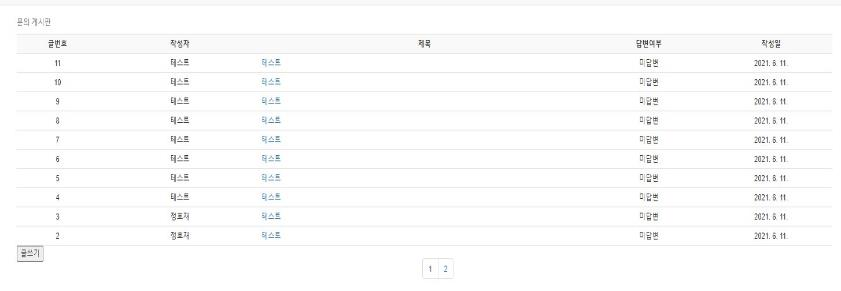 문의 게시판
글번호 작성자 제목 답변여부 작성일
11 테스트 테스트 미답변 2021. 6. 11.
10 테스트 테스트 미답변 2021. 6. 11.
9 테스트 테스트 미답변 2021. 6. 11.
8 테스트 테스트 미답변 2021. 6. 11.
7 테스트 테스트 미답변 2021. 6. 11.
6 테스트 테스트 미답변 2021. 6. 11.
5 테스트 테스트 미답변 2021. 6. 11.
4 테스트 테스트 미답변 2021. 6. 11.
3 정호재 테스트 미답변 2021. 6. 11.
2 정호재 테스트 미답변 2021. 6. 11.
글쓰기
1 2